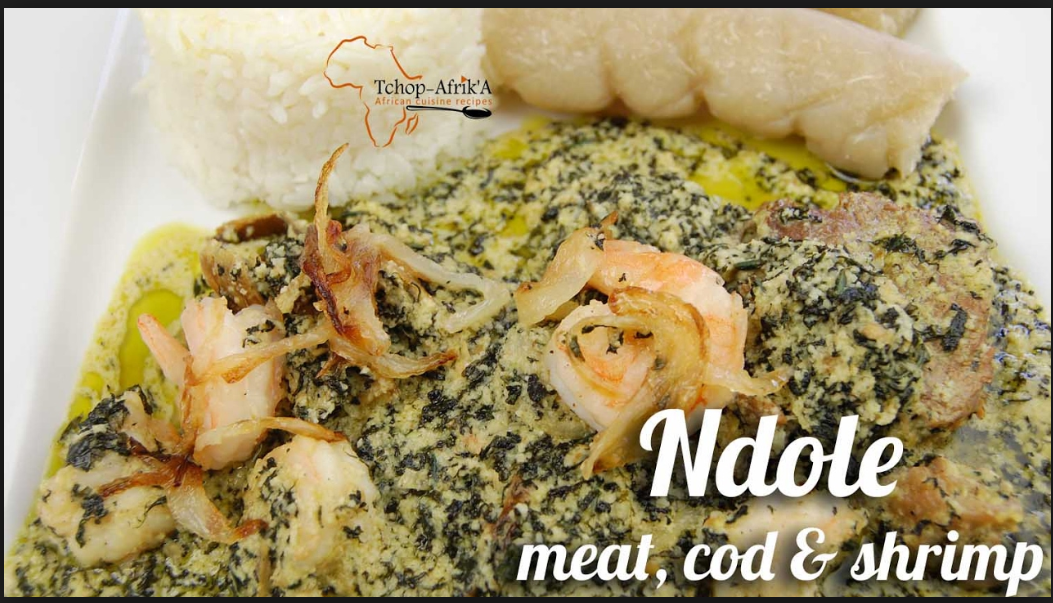 Tchop-Afrik'A
African cuisine recipes
Ndole
meat, cod & shrimp